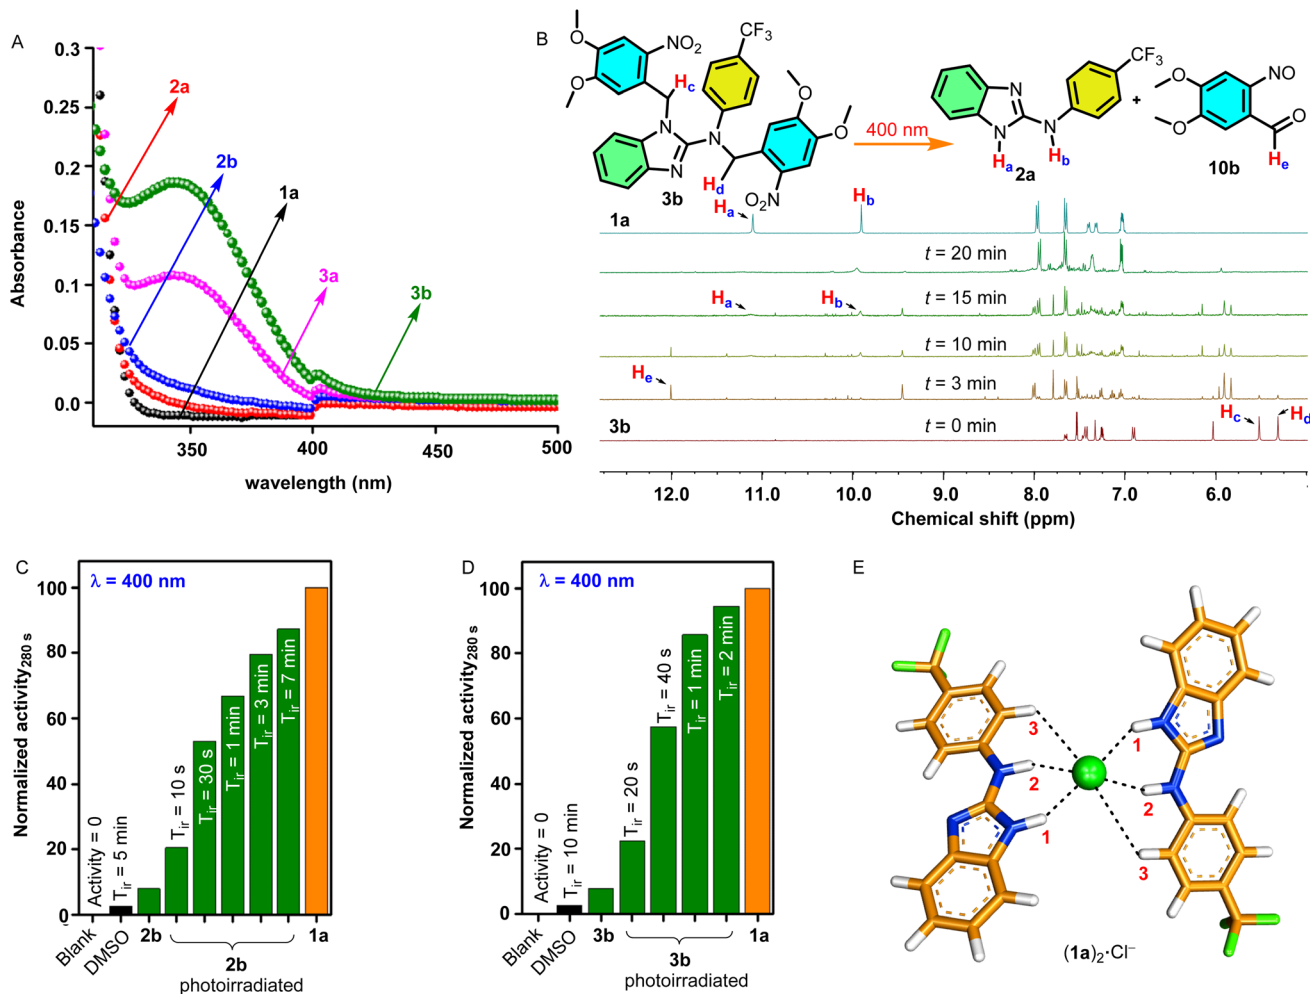 A
0.3
0.25
0.2
0.15
0.1
0.05
0.0
Absorbance
2a
2b
1a
3a
3b
350
400
450
500
wavelength (nm)
B
O
NO2
O
CF3
Hc
N
N
N
O
O
Hd
O2N
3b
400 nm
CF3
N
N
H
N
H
Ha
Hb
2a
+
O
O
NO
O
He
10b
1a
Ha
Hb
t = 20 min
Ha
Hb
t = 15 min
t = 10 min
He
t = 3 min
3b
t = 0 min
Hc
Hd
12.0
11.0
10.0
9.0
8.0
7.0
6.0
Chemical shift (ppm)
C
λ = 400 nm
100
80
60
40
20
0
Normalized activity280 s
Activity = 0
Tir = 5 min
Tir = 10 s
Tir = 30 s
Tir = 1 min
Tir = 3 min
Tir = 7 min
Blank
DMSO
2b
2b
photoirradiated
1a
D
λ = 400 nm
100
80
60
40
20
0
Normalized activity280 s
Activity = 0
Tir = 10 min
Tir = 20 s
Tir = 40 s
Tir = 1 min
Tir = 2 min
Blank
DMSO
3b
3b
photoirradiated
1a
E
3
2
1
1
2
3
(1a)2·Cl−